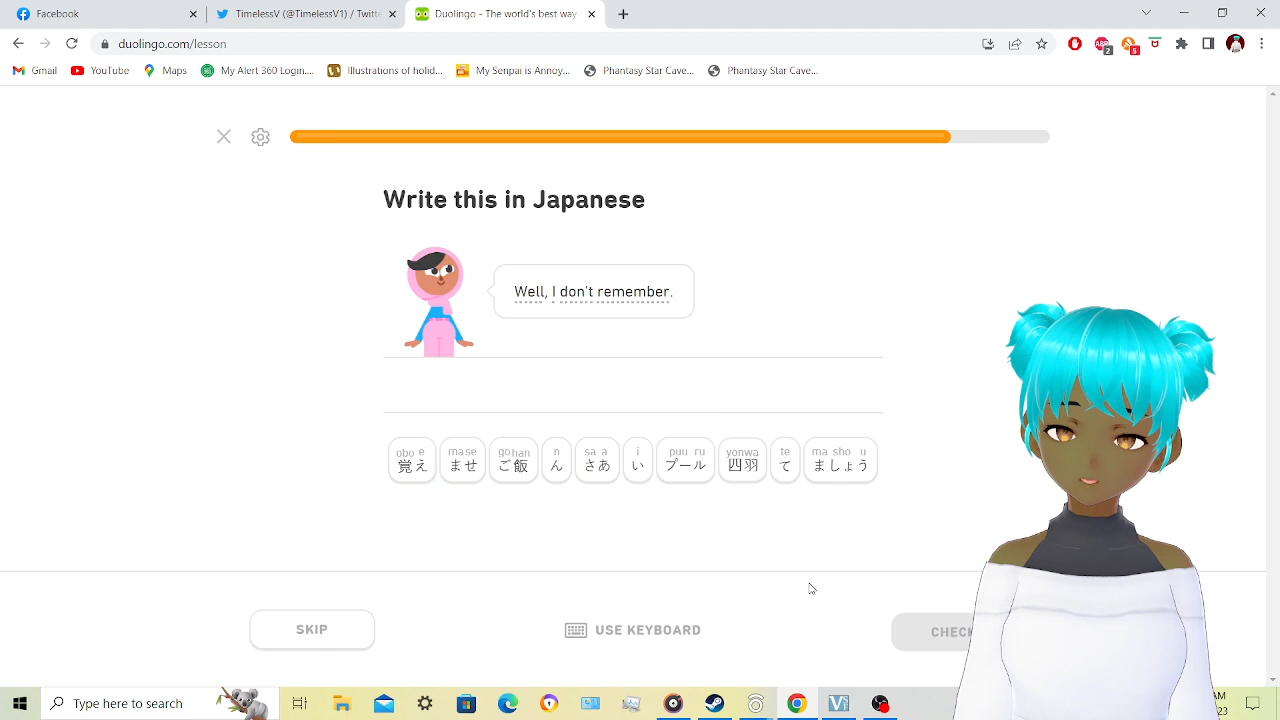 Facebook
TimelessV (@TimelessV1) / Twitte
Duolingo - The world's best way
duolingo.com/lesson
2
5
Gmail
YouTube
Maps
My Alert 360 Login...
Illustrations of holid...
My Senpai is Annoy...
Phantasy Star Cave...
Phantasy Star Cave...
Write this in Japanese
Well, I don't remember.
obo e mase go han n sa a i puu ru yonwa te ma sho u
覚え ませ ご飯 ん さあ い プール 四羽 て ましょう
SKIP
USE KEYBOARD
CHECK
Type here to search